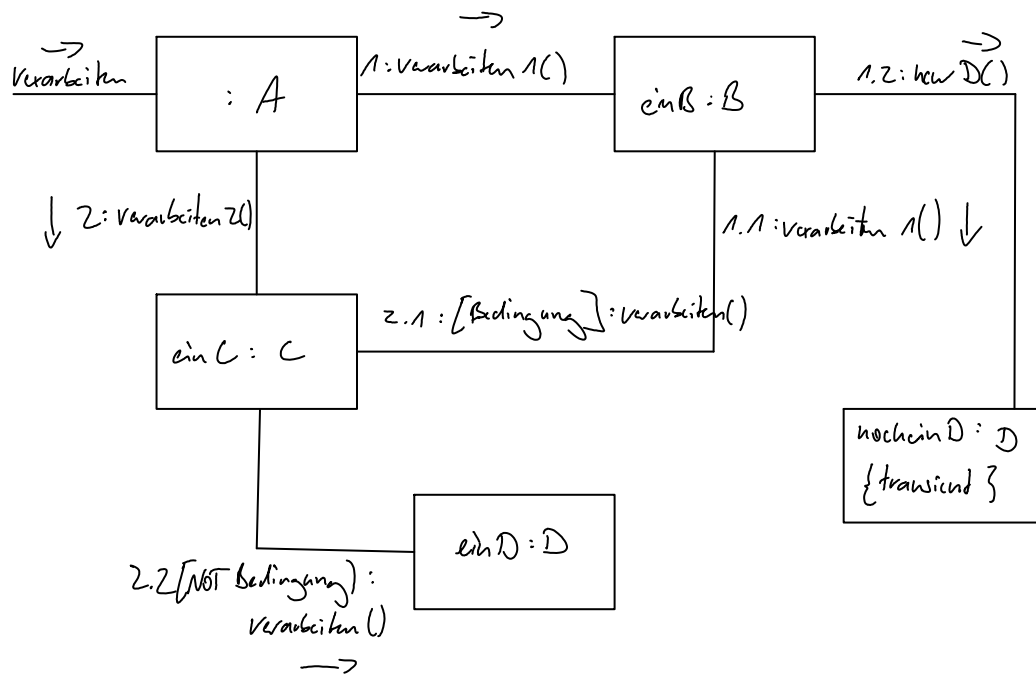 verarbeiten
1: verarbeiten 1()
1.2: new D()
: A
einB : B
2: verarbeiten 2()
1.1: verarbeiten 1()
2.1 : [Bedingung] : verarbeiten()
einC : C
nocheinD : D
{transient}
einD : D
2.2 [NOT Bedingung) :
verarbeiten()